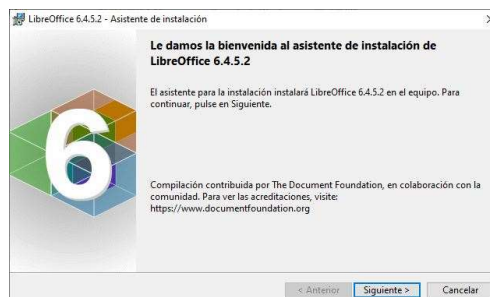 LibreOffice 6.4.5.2 - Asistente de instalación
Le damos la bienvenida al asistente de instalación de
LibreOffice 6.4.5.2
El asistente para la instalación instalará LibreOffice 6.4.5.2 en el equipo. Para
continuar, pulse en Siguiente.
6
Compilación contribuida por The Document Foundation, en colaboración con la
comunidad. Para ver las acreditaciones, visite:
https://www.documentfoundation.org
< Anterior Siguiente > Cancelar